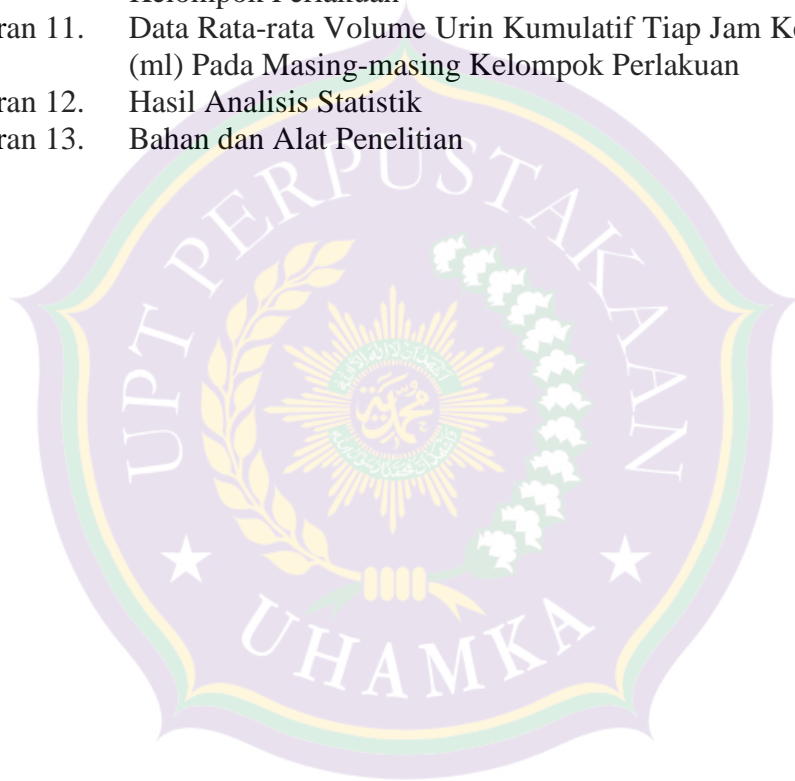 Kelompok Perlakuan
ran 11. Data Rata-rata Volume Urin Kumulatif Tiap Jam Ke
(ml) Pada Masing-masing Kelompok Perlakuan
ran 12. Hasil Analisis Statistik
ran 13. Bahan dan Alat Penelitian
UPT PERPUSTAKAAN
UHAMKA